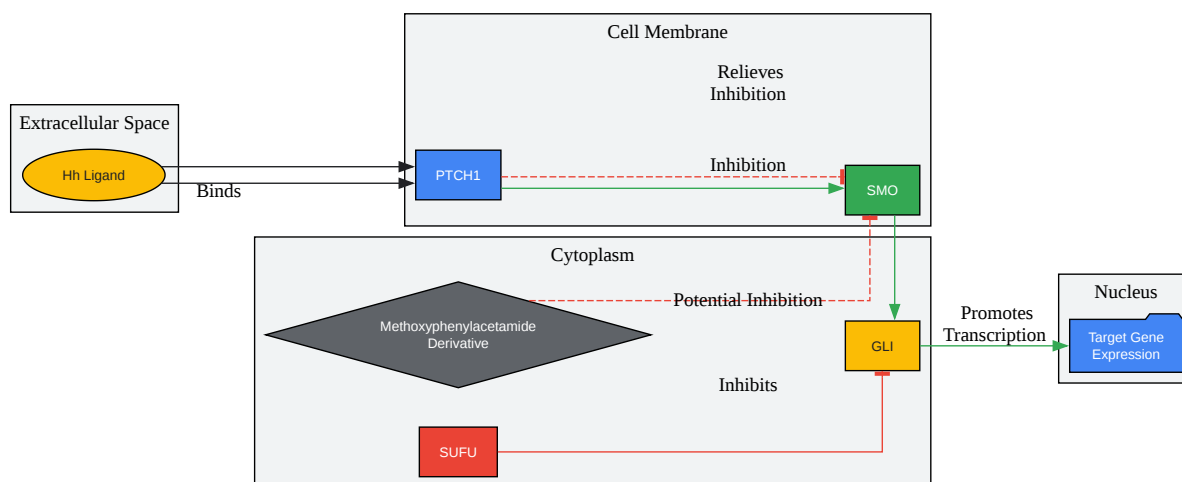 Cell Membrane
Relieves
Inhibition
Extracellular Space
Hh Ligand
Binds
PTCH1
Inhibition
SMO
Cytoplasm
Methoxyphenylacetamide
Derivative
Potential Inhibition
GLI
Inhibits
SUFU
Promotes
Transcription
Nucleus
Target Gene
Expression